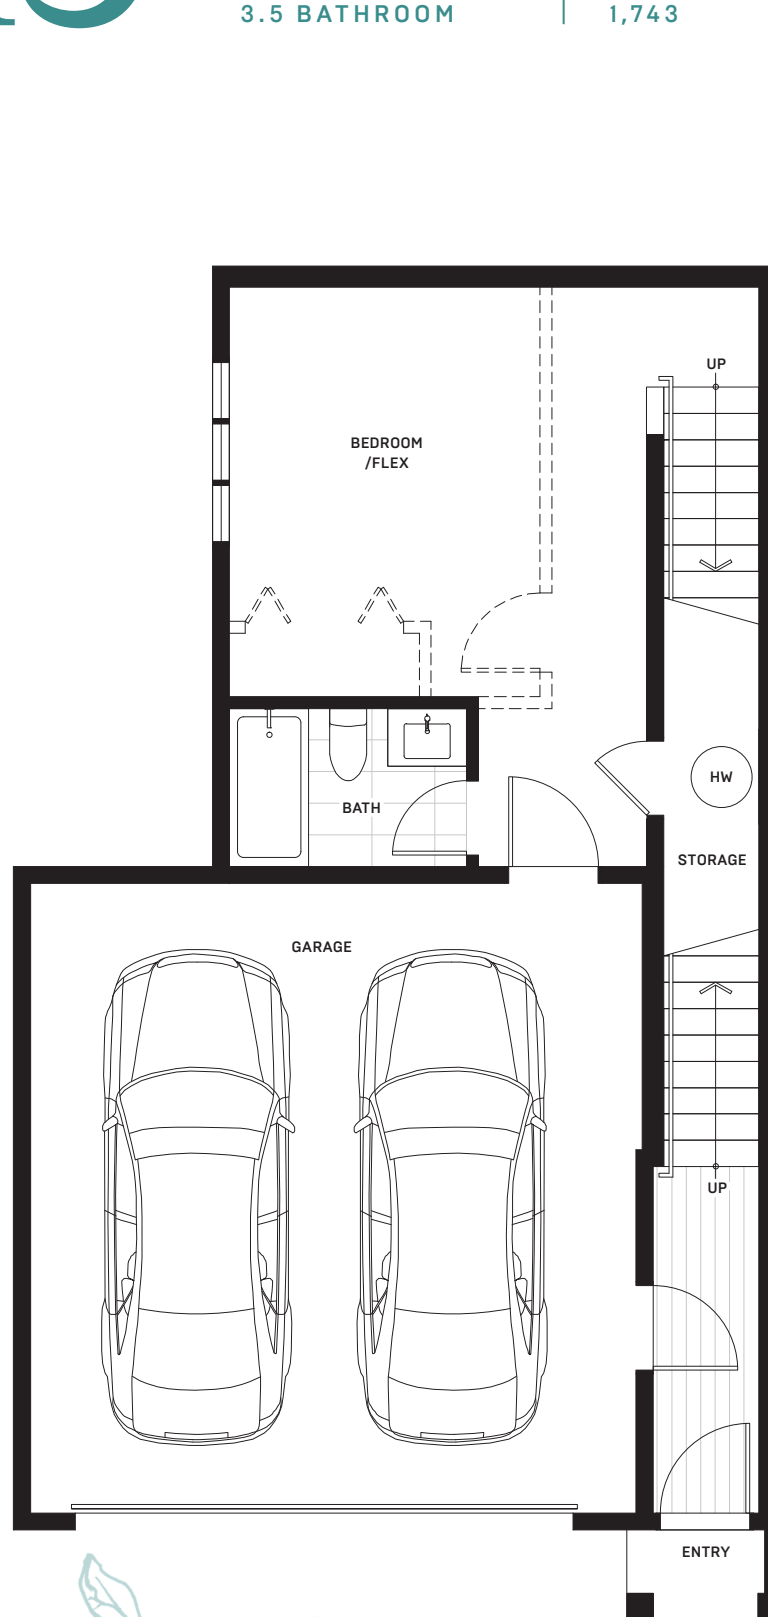 3.5 BATHROOM | 1,743
UP
BEDROOM
/FLEX
HW
BATH
STORAGE
GARAGE
UP
ENTRY